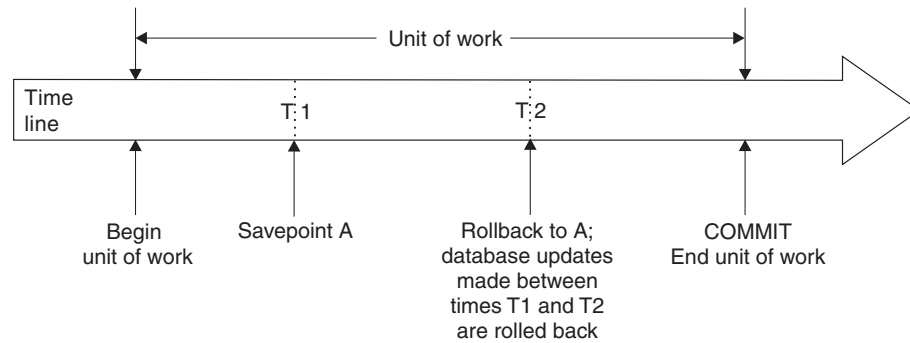 Unit of work
Time
line
T 1
T 2
Begin
unit of work
Savepoint A
Rollback to A;
database updates
made between
times T1 and T2
are rolled back
COMMIT
End unit of work